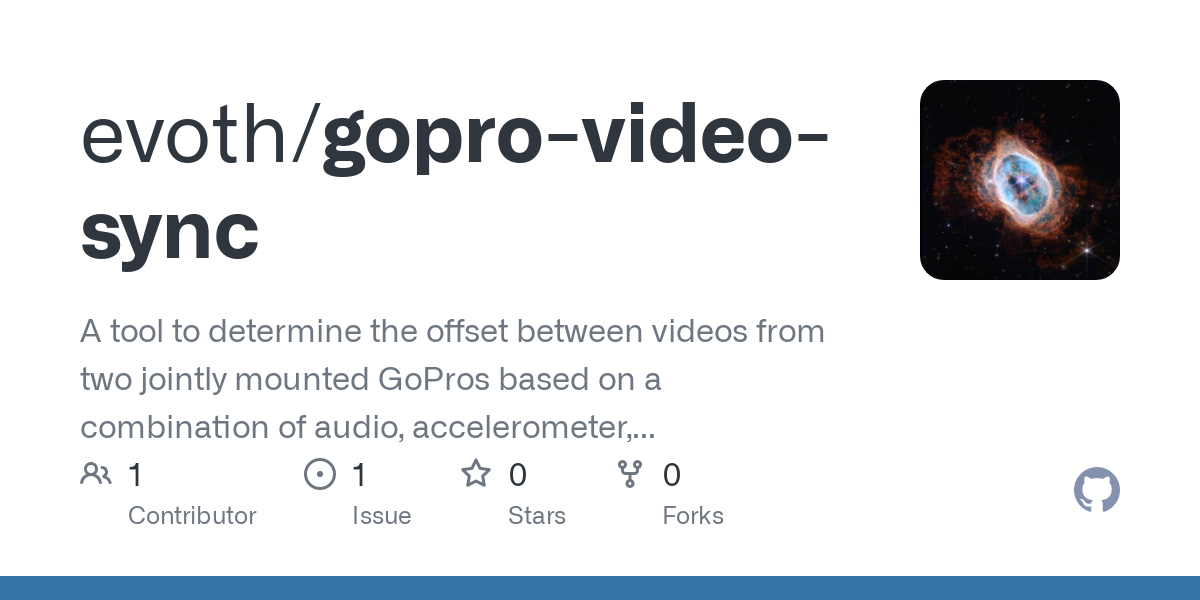 evoth/gopro-video-
sync
A tool to determine the offset between videos from
two jointly mounted GoPros based on a
combination of audio, accelerometer,...
1 1 0 0
Contributor Issue Stars Forks